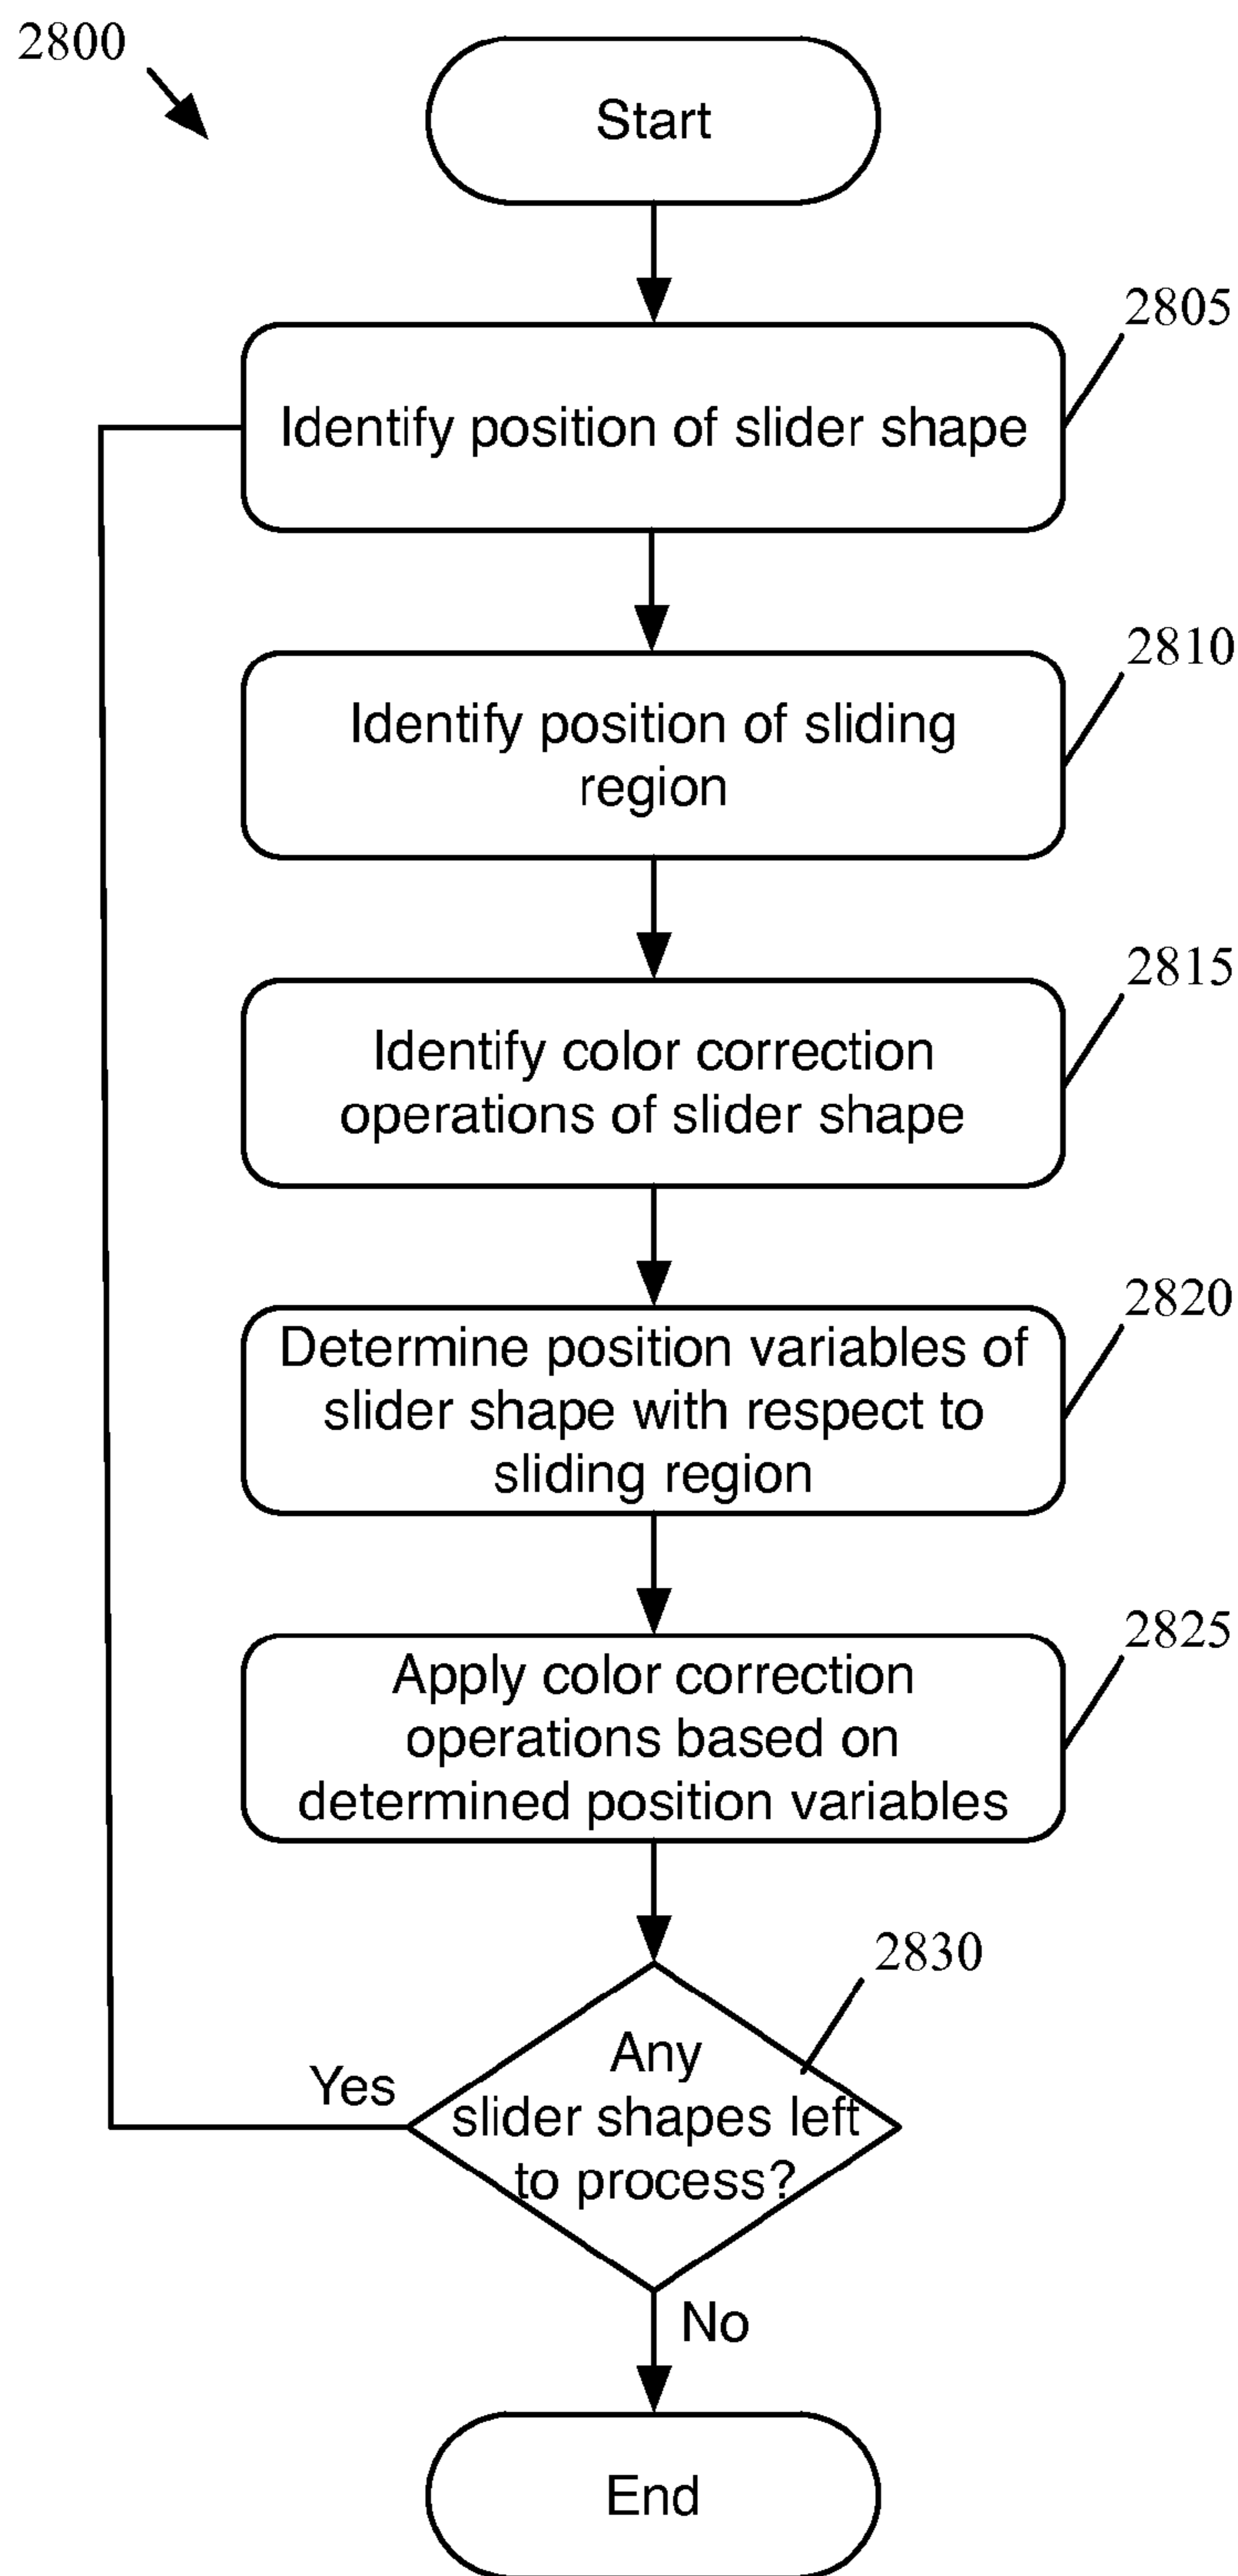 2800
Start
2805
Identify position of slider shape
2810
Identify position of sliding
region
2815
Identify color correction
operations of slider shape
2820
Determine position variables of
slider shape with respect to
sliding region
2825
Apply color correction
operations based on
determined position variables
2830
Any
slider shapes left
to process?
Yes
No
End